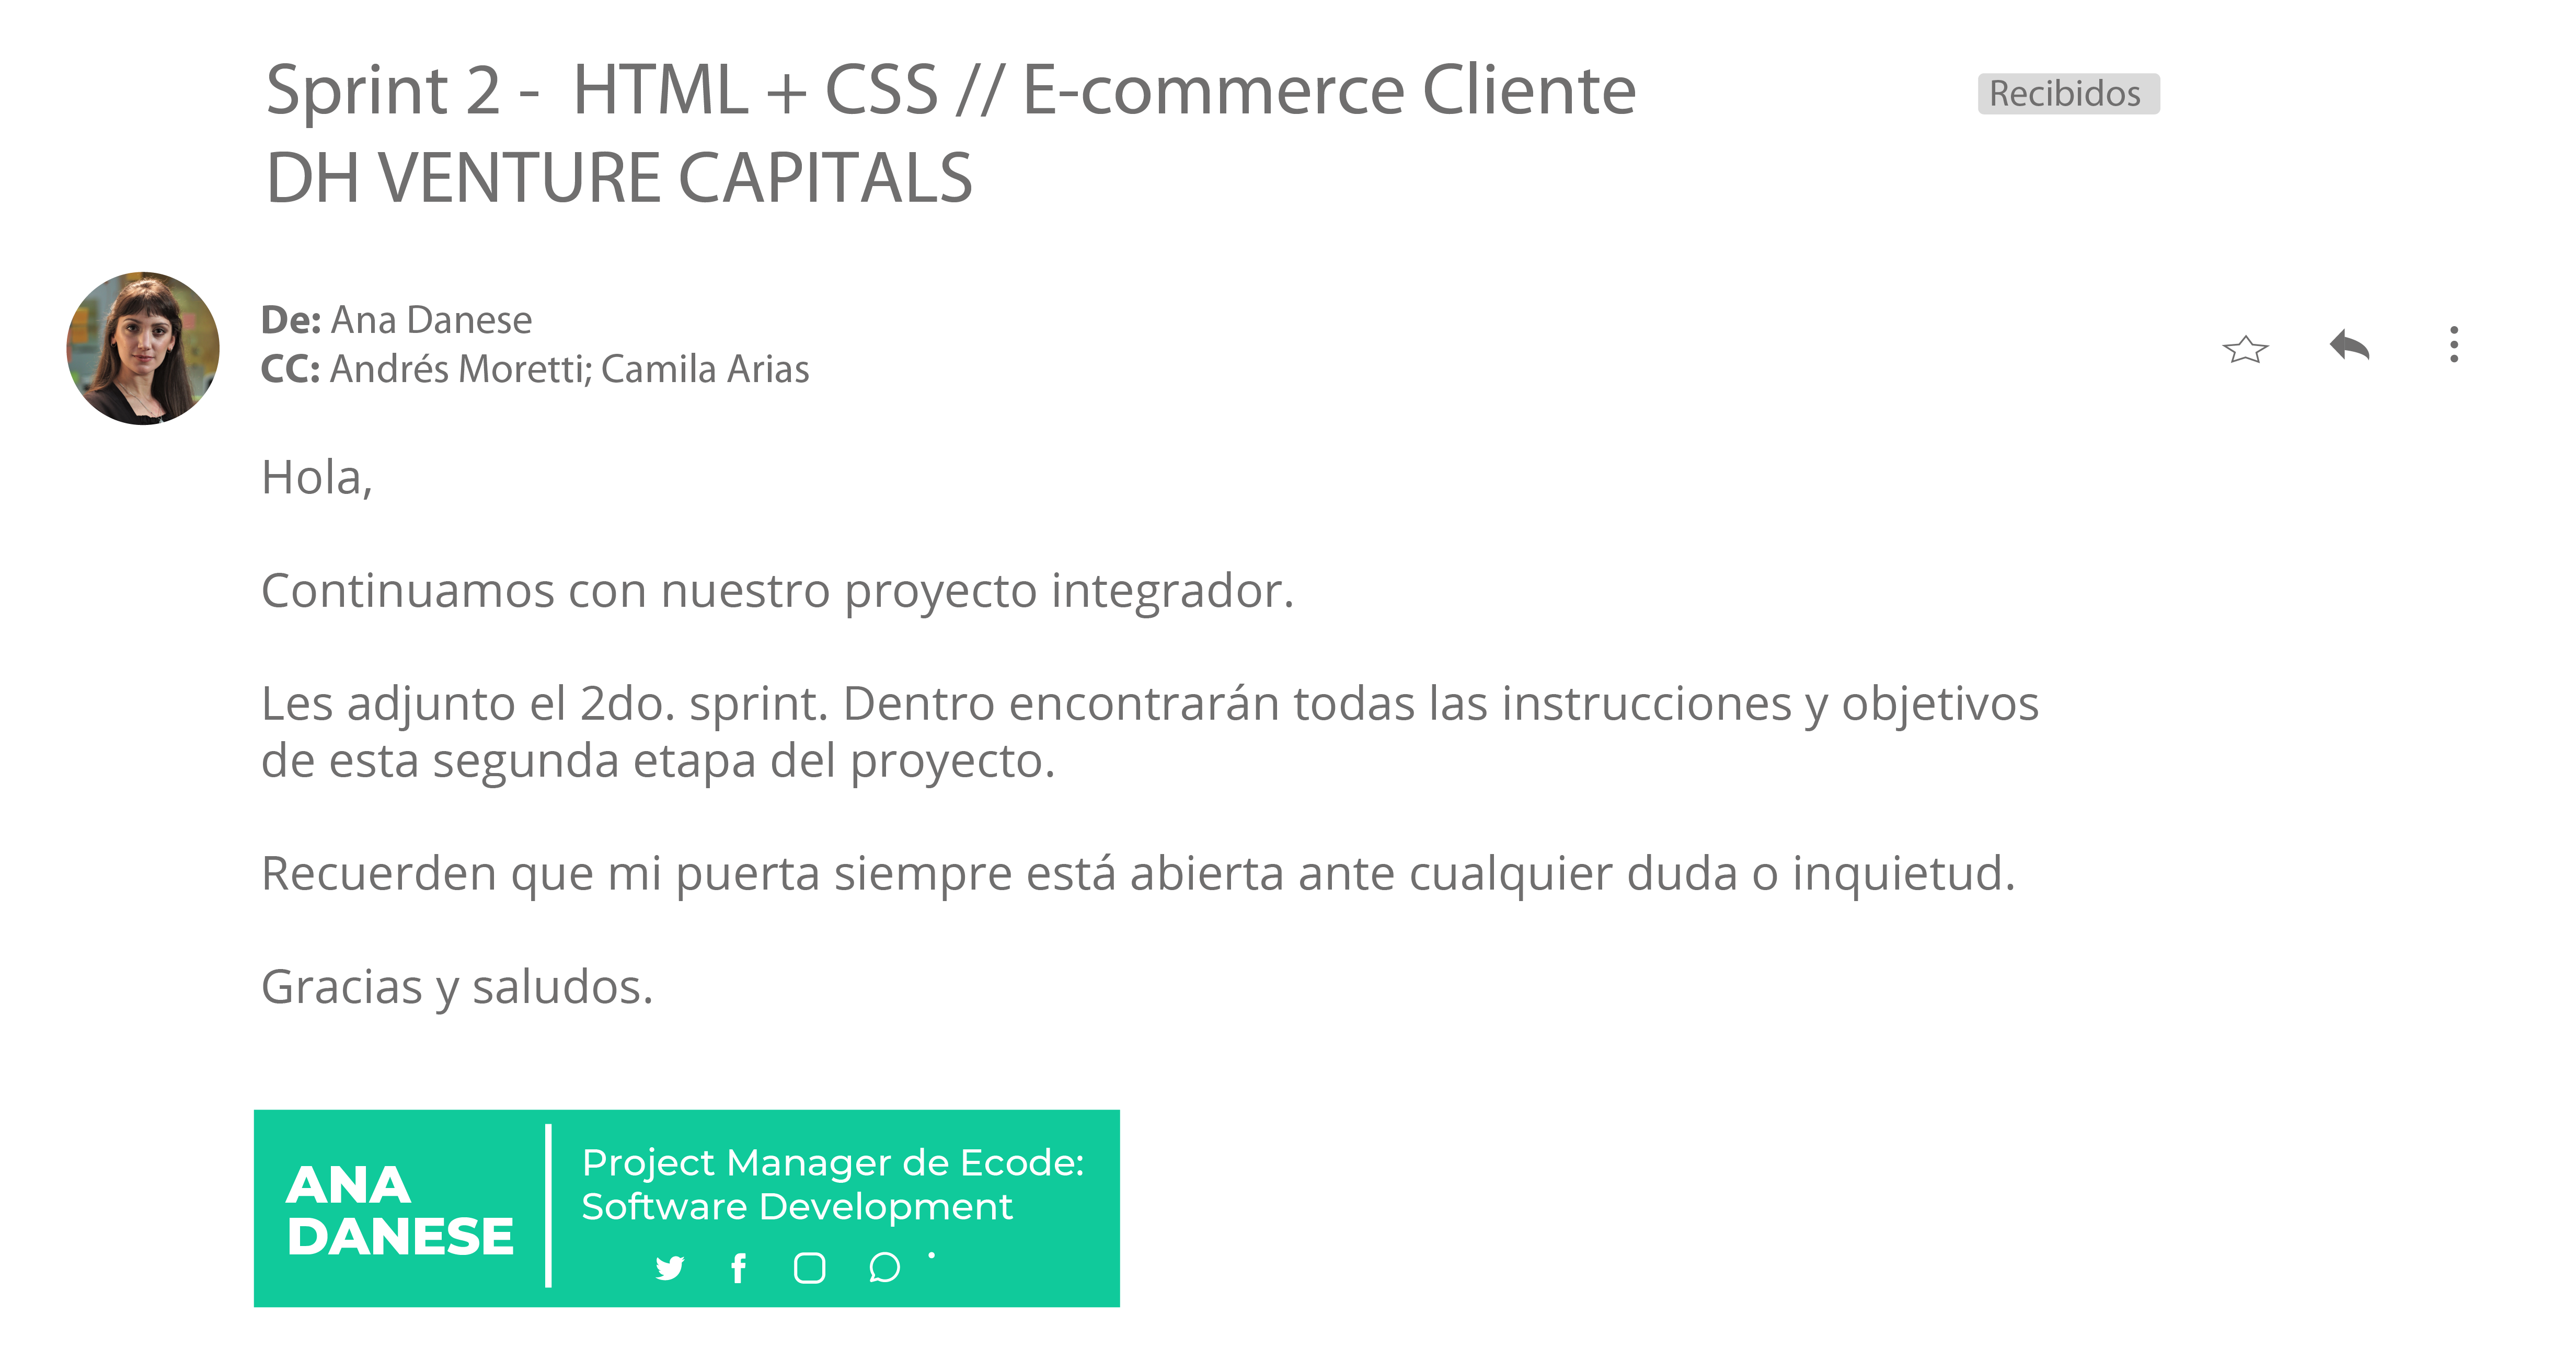 Sprint 2 -  HTML + CSS // E-commerce Cliente
DH VENTURE CAPITALS
Recibidos
De: Ana Danese
CC: Andrés Moretti; Camila Arias
Hola,
Continuamos con nuestro proyecto integrador.
Les adjunto el 2do. sprint. Dentro encontrarán todas las instrucciones y objetivos
de esta segunda etapa del proyecto.
Recuerden que mi puerta siempre está abierta ante cualquier duda o inquietud.
Gracias y saludos.
ANA
DANESE
Project Manager de Ecode:
Software Development